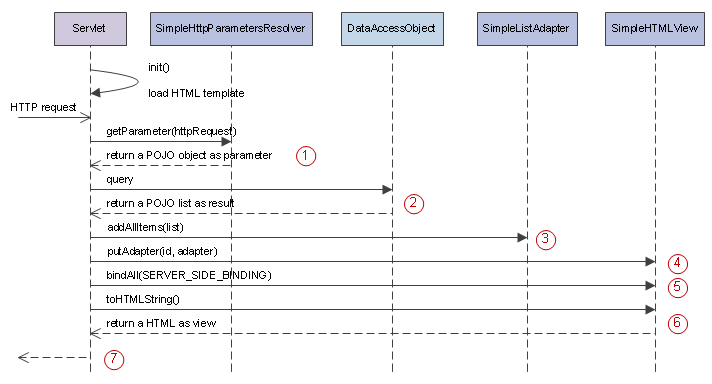 Servlet
SimpleHttpParametersResolver
DataAccessObject
SimpleListAdapter
SimpleHTMLView
init()
load HTML template
HTTP request
getParameter(httpRequest)
return a POJO object as parameter
1
query
return a POJO list as result
2
addAllItems(list)
3
putAdapter(id, adapter)
4
bindAll(SERVER_SIDE_BINDING)
5
toHTMLString()
return a HTML as view
6
7